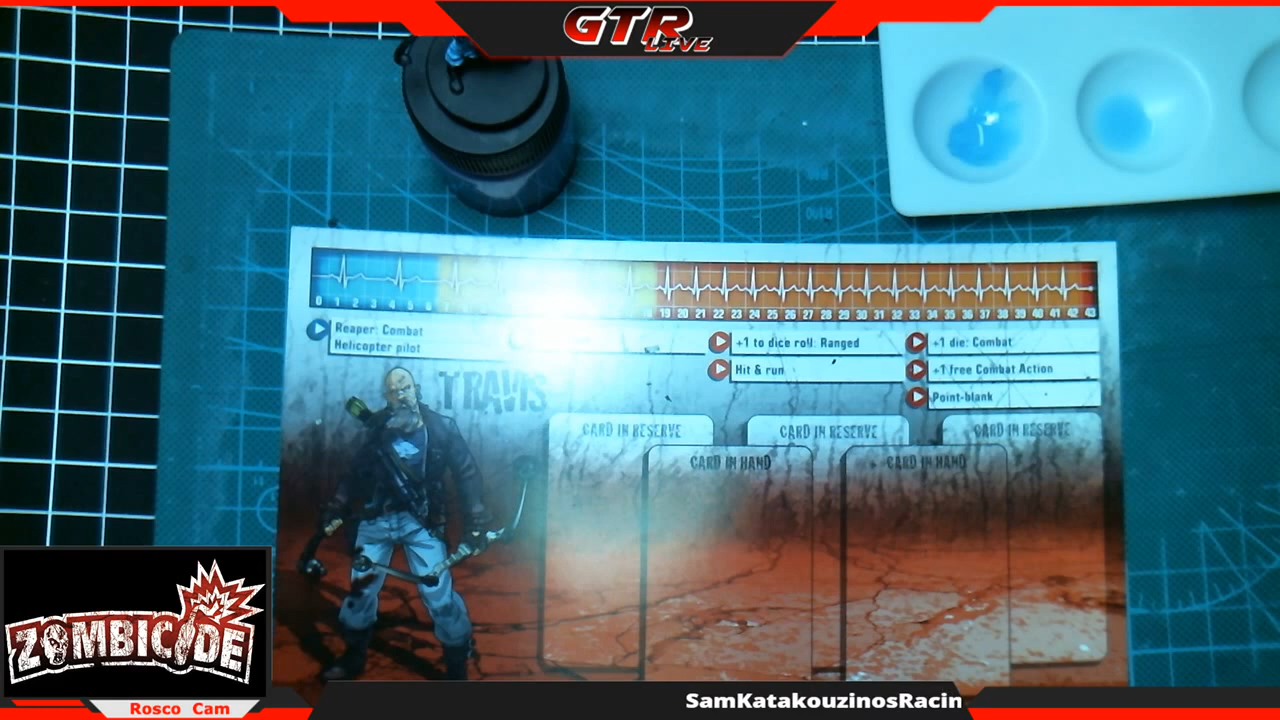 GTR
LIVE
0 1 2 3 4 5 6
19 20 21 22 23 24 25 26 27 28 29 30 31 32 33 34 35 36 37 38 39 40 41 42 43
Reaper: Combat
Helicopter pilot
+1 to dice roll: Ranged
Hit & run
+1 die: Combat
+1 free Combat Action
Point-blank
TRAVIS
CARD IN RESERVE
CARD IN RESERVE
CARD IN RESERVE
CARD IN HAND
CARD IN HAND
ZOMBICIDE
Rosco Cam
SamKatakouzinosRacin